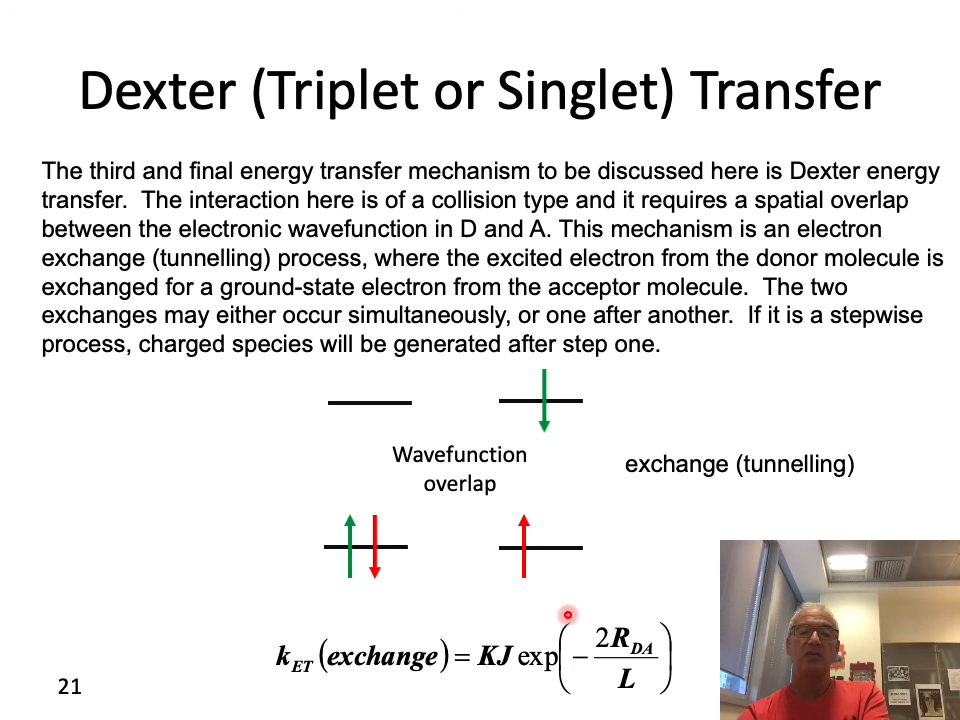 Dexter (Triplet or Singlet) Transfer
The third and final energy transfer mechanism to be discussed here is Dexter energy
transfer.  The interaction here is of a collision type and it requires a spatial overlap
between the electronic wavefunction in D and A. This mechanism is an electron
exchange (tunnelling) process, where the excited electron from the donor molecule is
exchanged for a ground-state electron from the acceptor molecule.  The two
exchanges may either occur simultaneously, or one after another.  If it is a stepwise
process, charged species will be generated after step one.
Wavefunction
overlap
exchange (tunnelling)
k_ET (exchange) = KJ exp(− 2R_DA / L)
21